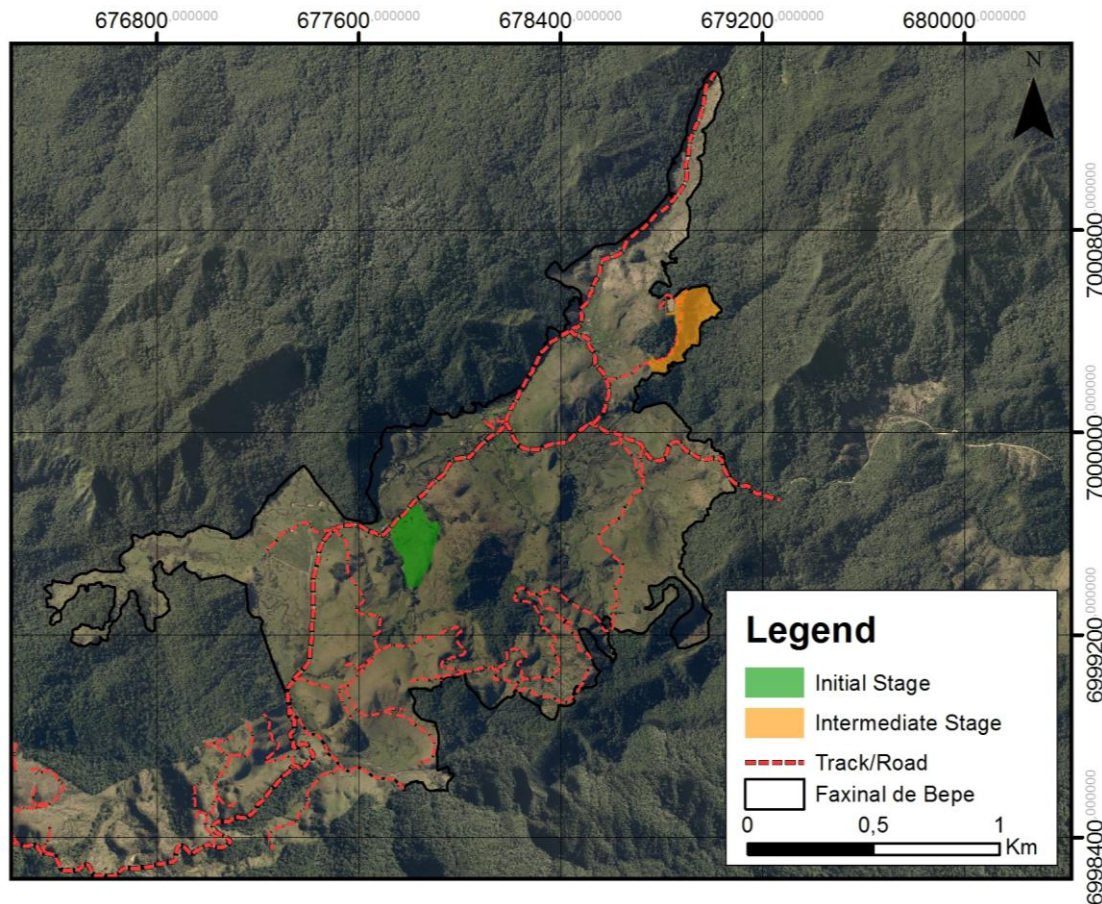 676800,000000
677600,000000
678400,000000
679200,000000
680000,000000
N
7000800,000000
7000000,000000
6999200,000000
6998400,000000
Legend
Initial Stage
Intermediate Stage
Track/Road
Faxinal de Bepe
0 0,5 1
Km